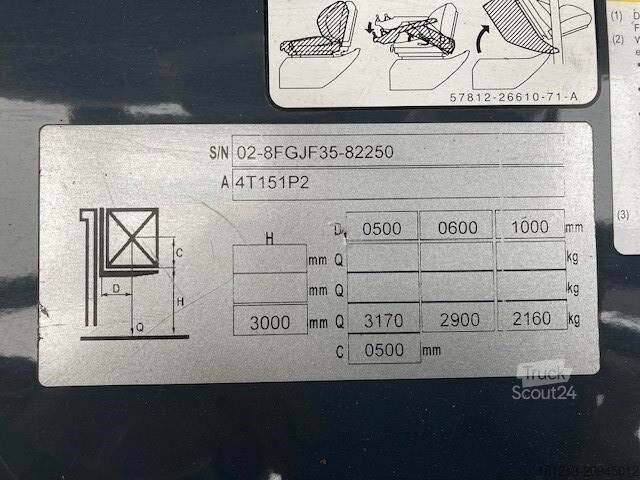 57812-26610-71-A
(1) D
F
(2) W
e
(3)
S/N 02-8FGJF35-82250
A 4T151P2
H D 0500 0600 1000 mm
mm Q kg
C
mm Q kg
D H
3000 mm Q 3170 2900 2160 kg
Q
C 0500 mm
Truck
Scout24